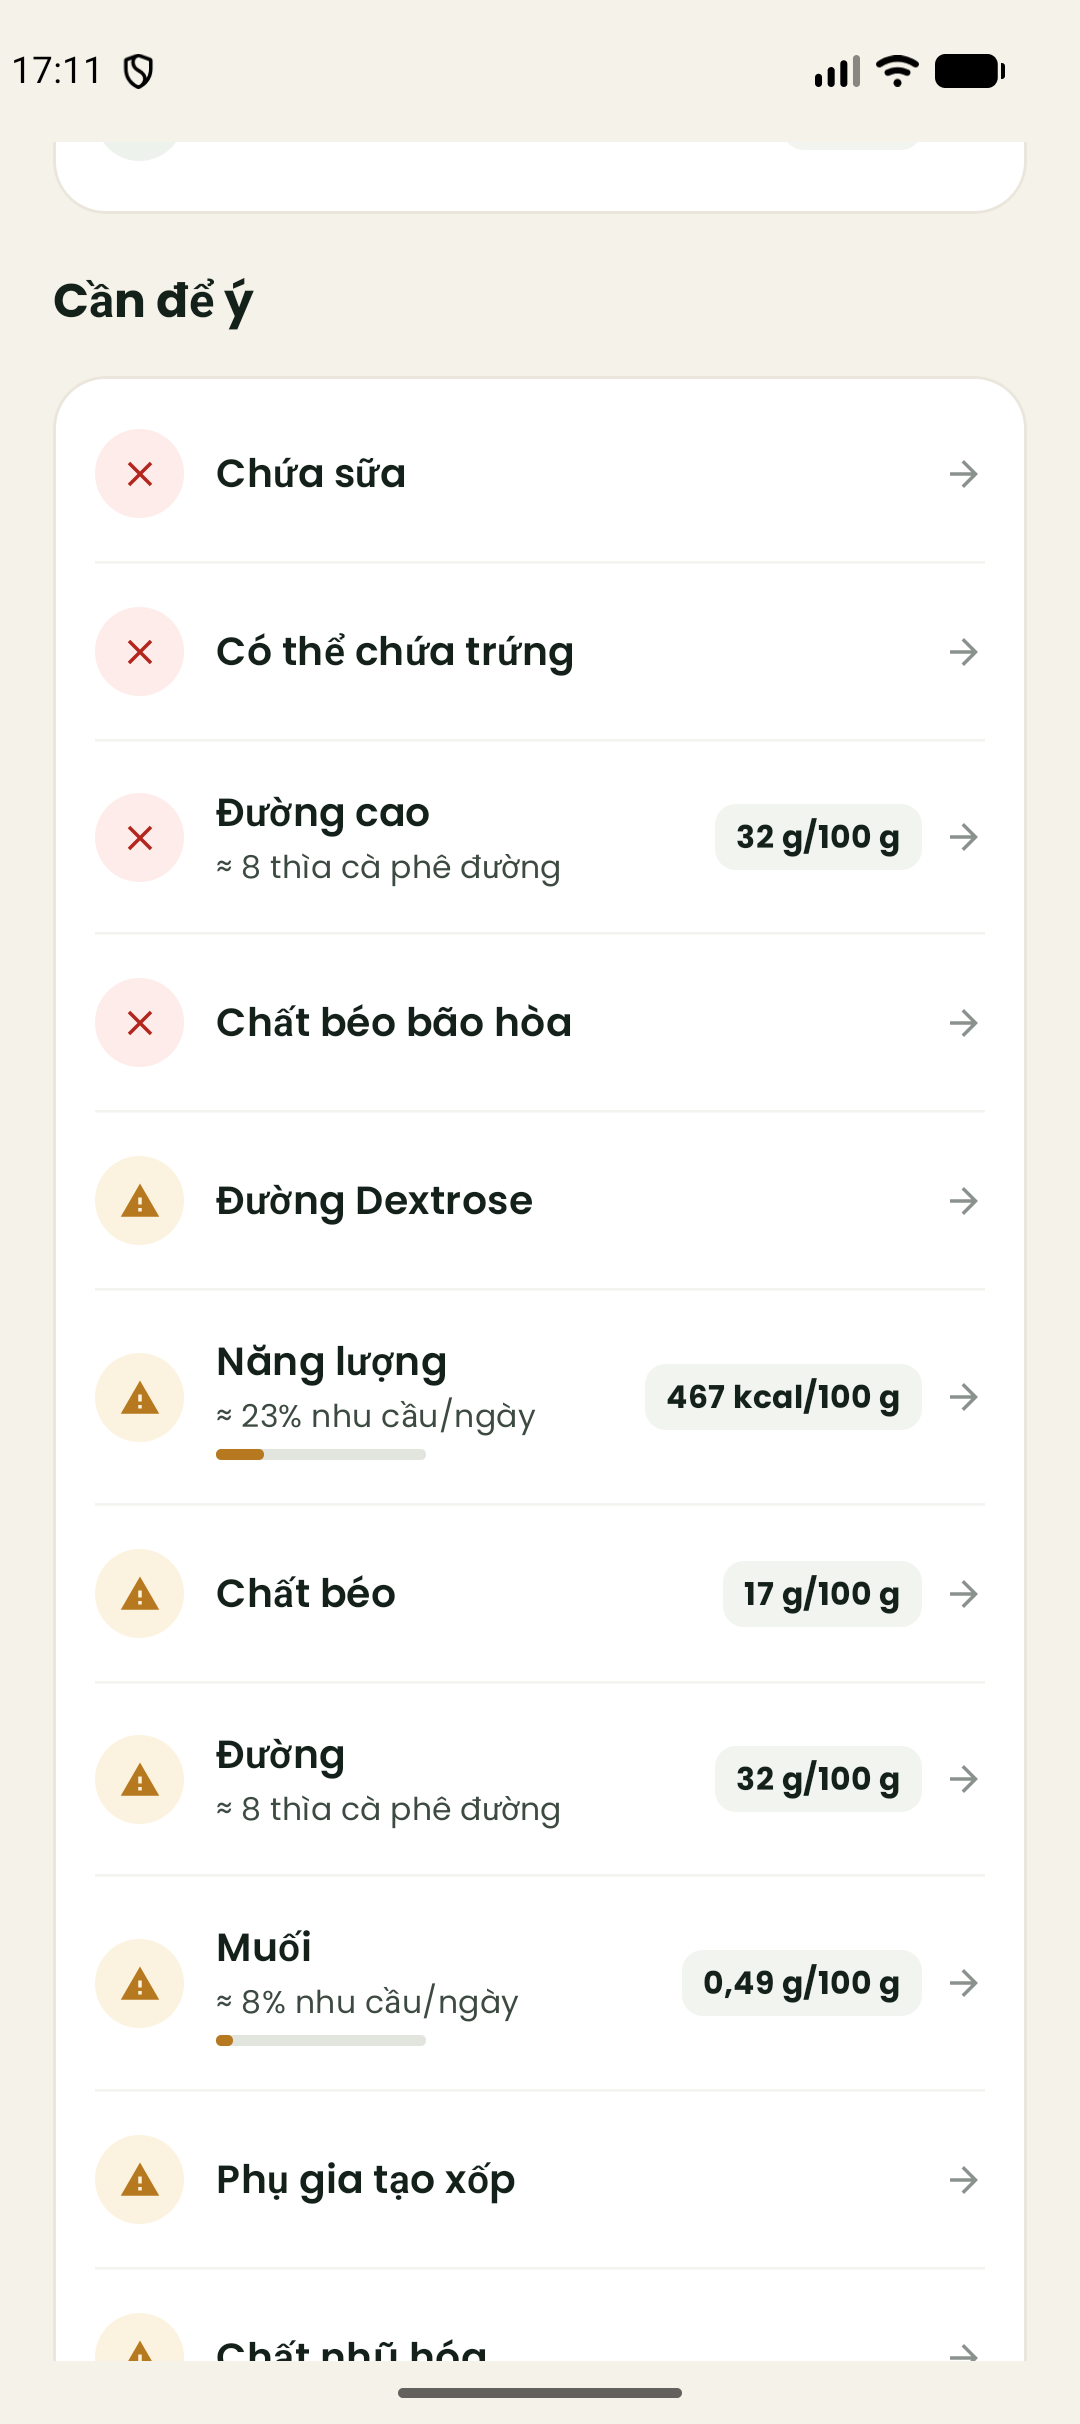 17:11
Cần để ý
Chứa sữa
Có thể chứa trứng
Đường cao
≈ 8 thìa cà phê đường
32 g/100 g
Chất béo bão hòa
Đường Dextrose
Năng lượng
≈ 23% nhu cầu/ngày
467 kcal/100 g
Chất béo
17 g/100 g
Đường
≈ 8 thìa cà phê đường
32 g/100 g
Muối
≈ 8% nhu cầu/ngày
0,49 g/100 g
Phụ gia tạo xốp
Chất nhũ hóa